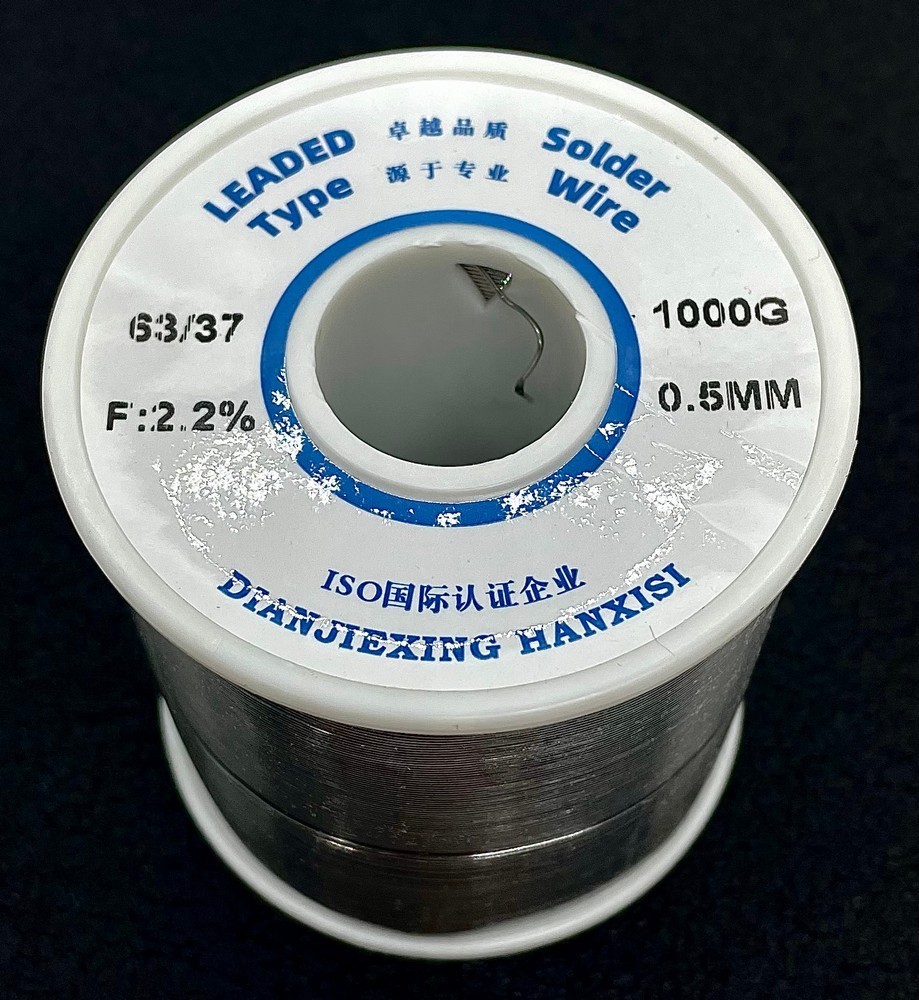 LEADED
Type
卓越品质
源于专业
Solder
Wire
63/37
F:2.2%
1000G
0.5MM
ISO国际认证企业
DIANJIEXING HANXISI